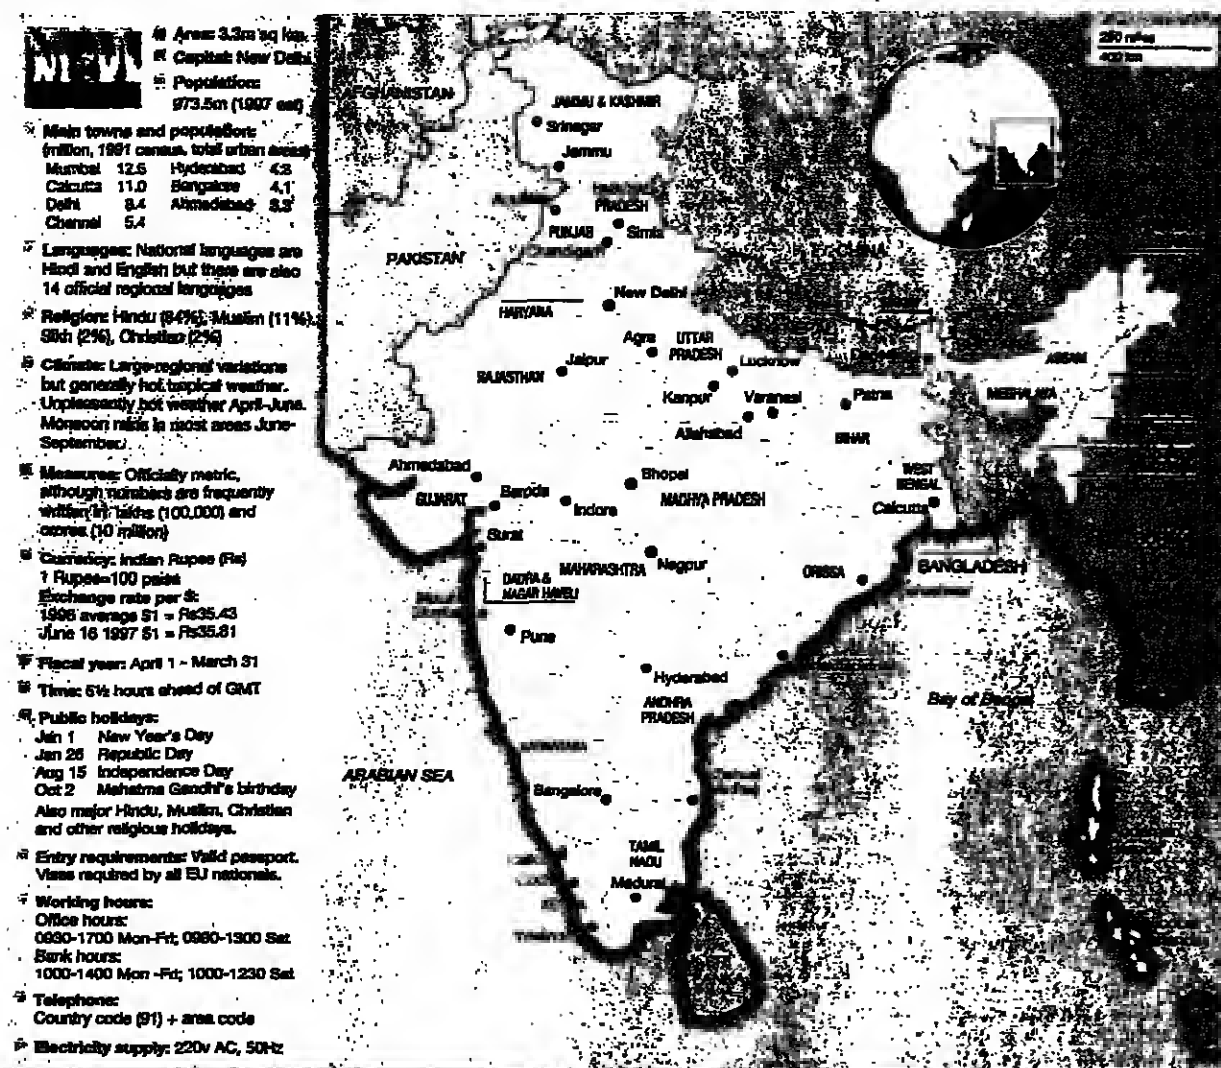 Area: 3.3m sq km
Capital: New Delhi
Population:
973.5m (1997 est)
Main towns and population:
(million, 1991 census, total urban areas)
Mumbai 12.6 Hyderabad 4.3
Calcutta 11.0 Bangalore 4.1
Delhi 8.4 Ahmedabad 3.3
Chennai 5.4
Languages: National languages are
Hindi and English but there are also
14 official regional languages
Religion: Hindu (84%), Muslim (11%)
Sikh (2%), Christian (2%)
Climate: Large regional variations
but generally hot tropical weather.
Unpleasantly hot weather April-June.
Monsoon rains in most areas June-
September.
Measures: Officially metric,
although numbers are frequently
written in lakhs (100,000) and
crores (10 million)
Currency: Indian Rupee (Rs)
1 Rupee=100 paise
Exchange rate per $:
1996 average $1 = Rs35.43
June 16 1997 $1 = Rs35.81
Fiscal year: April 1 - March 31
Time: 5½ hours ahead of GMT
Public holidays:
Jan 1 New Year's Day
Jan 26 Republic Day
Aug 15 Independence Day
Oct 2 Mahatma Gandhi's birthday
Also major Hindu, Muslim, Christian
and other religious holidays.
Entry requirements: Valid passport.
Visas required by all EU nationals.
Working hours:
Office hours:
0930-1700 Mon-Fri; 0930-1300 Sat
Bank hours:
1000-1400 Mon -Fri; 1000-1230 Sat
Telephone:
Country code (91) + area code
Electricity supply: 220v AC, 50Hz
250 miles
400 km
AFGHANISTAN
JAMMU & KASHMIR
Srinagar
Jammu
PRADESH
PUNJAB
Simla
Chandigarh
PAKISTAN
New Delhi
HARYANA
Agra
UTTAR
PRADESH
Jaipur
Lucknow
RAJASTHAN
Kanpur
Varanasi
Patna
Allahabad
BIHAR
ASSAM
MEGHALAYA
Ahmedabad
Bhopal
WEST
BENGAL
GUJARAT
Baroda
Indore
MADHYA PRADESH
Calcutta
Surat
Nagpur
MAHARASHTRA
ORISSA
BANGLADESH
DADRA &
NAGAR HAVELI
Pune
Hyderabad
ANDHRA
PRADESH
Bay of Bengal
KARNATAKA
ARABIAN SEA
Bangalore
TAMIL
NADU
Madurai